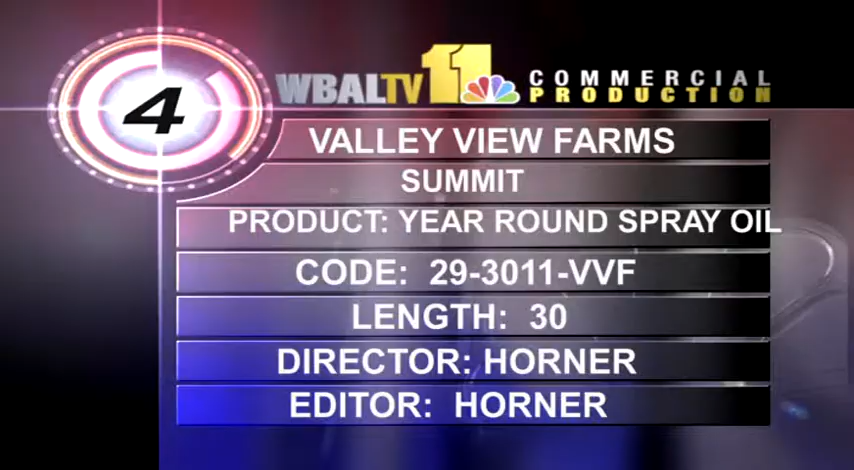 4
WBALTV 11 COMMERCIAL
PRODUCTION
VALLEY VIEW FARMS
SUMMIT
PRODUCT: YEAR ROUND SPRAY OIL
CODE: 29-3011-VVF
LENGTH: 30
DIRECTOR: HORNER
EDITOR: HORNER